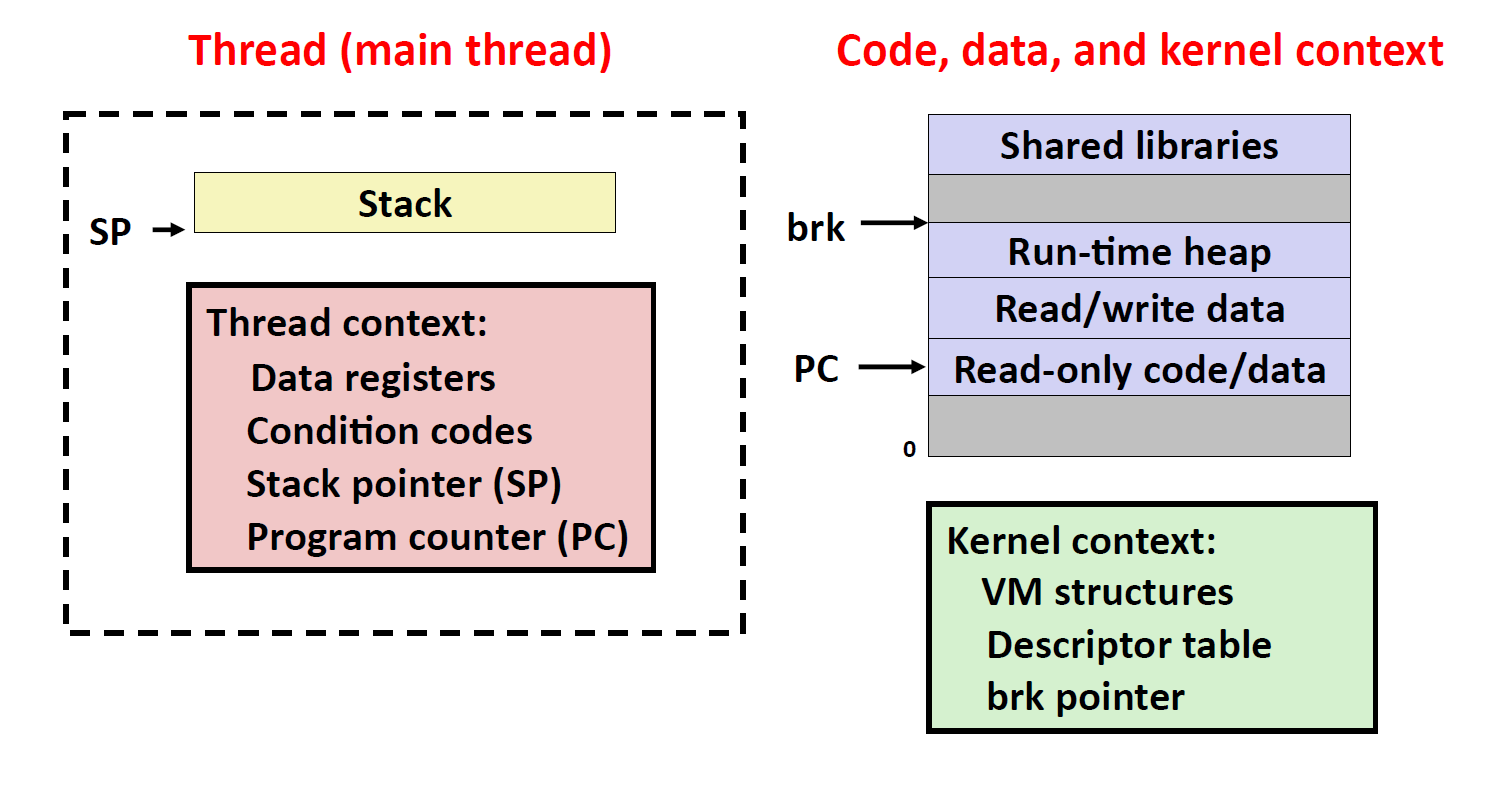 Thread (main thread)
Stack
SP
Thread context:
Data registers
Condition codes
Stack pointer (SP)
Program counter (PC)
Code, data, and kernel context
Shared libraries
brk
Run-time heap
Read/write data
PC
Read-only code/data
0
Kernel context:
VM structures
Descriptor table
brk pointer